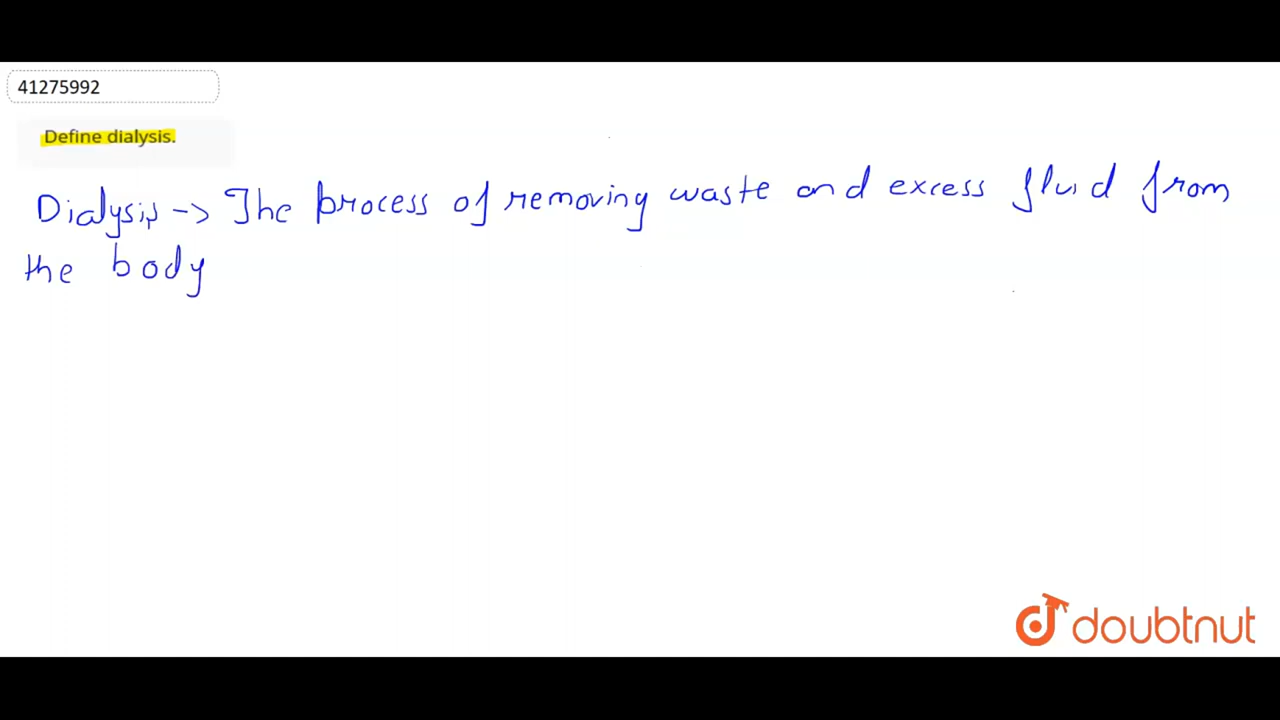 41275992
Define dialysis.
Dialysis -> The process of removing waste and excess fluid from
the body
doubtnut